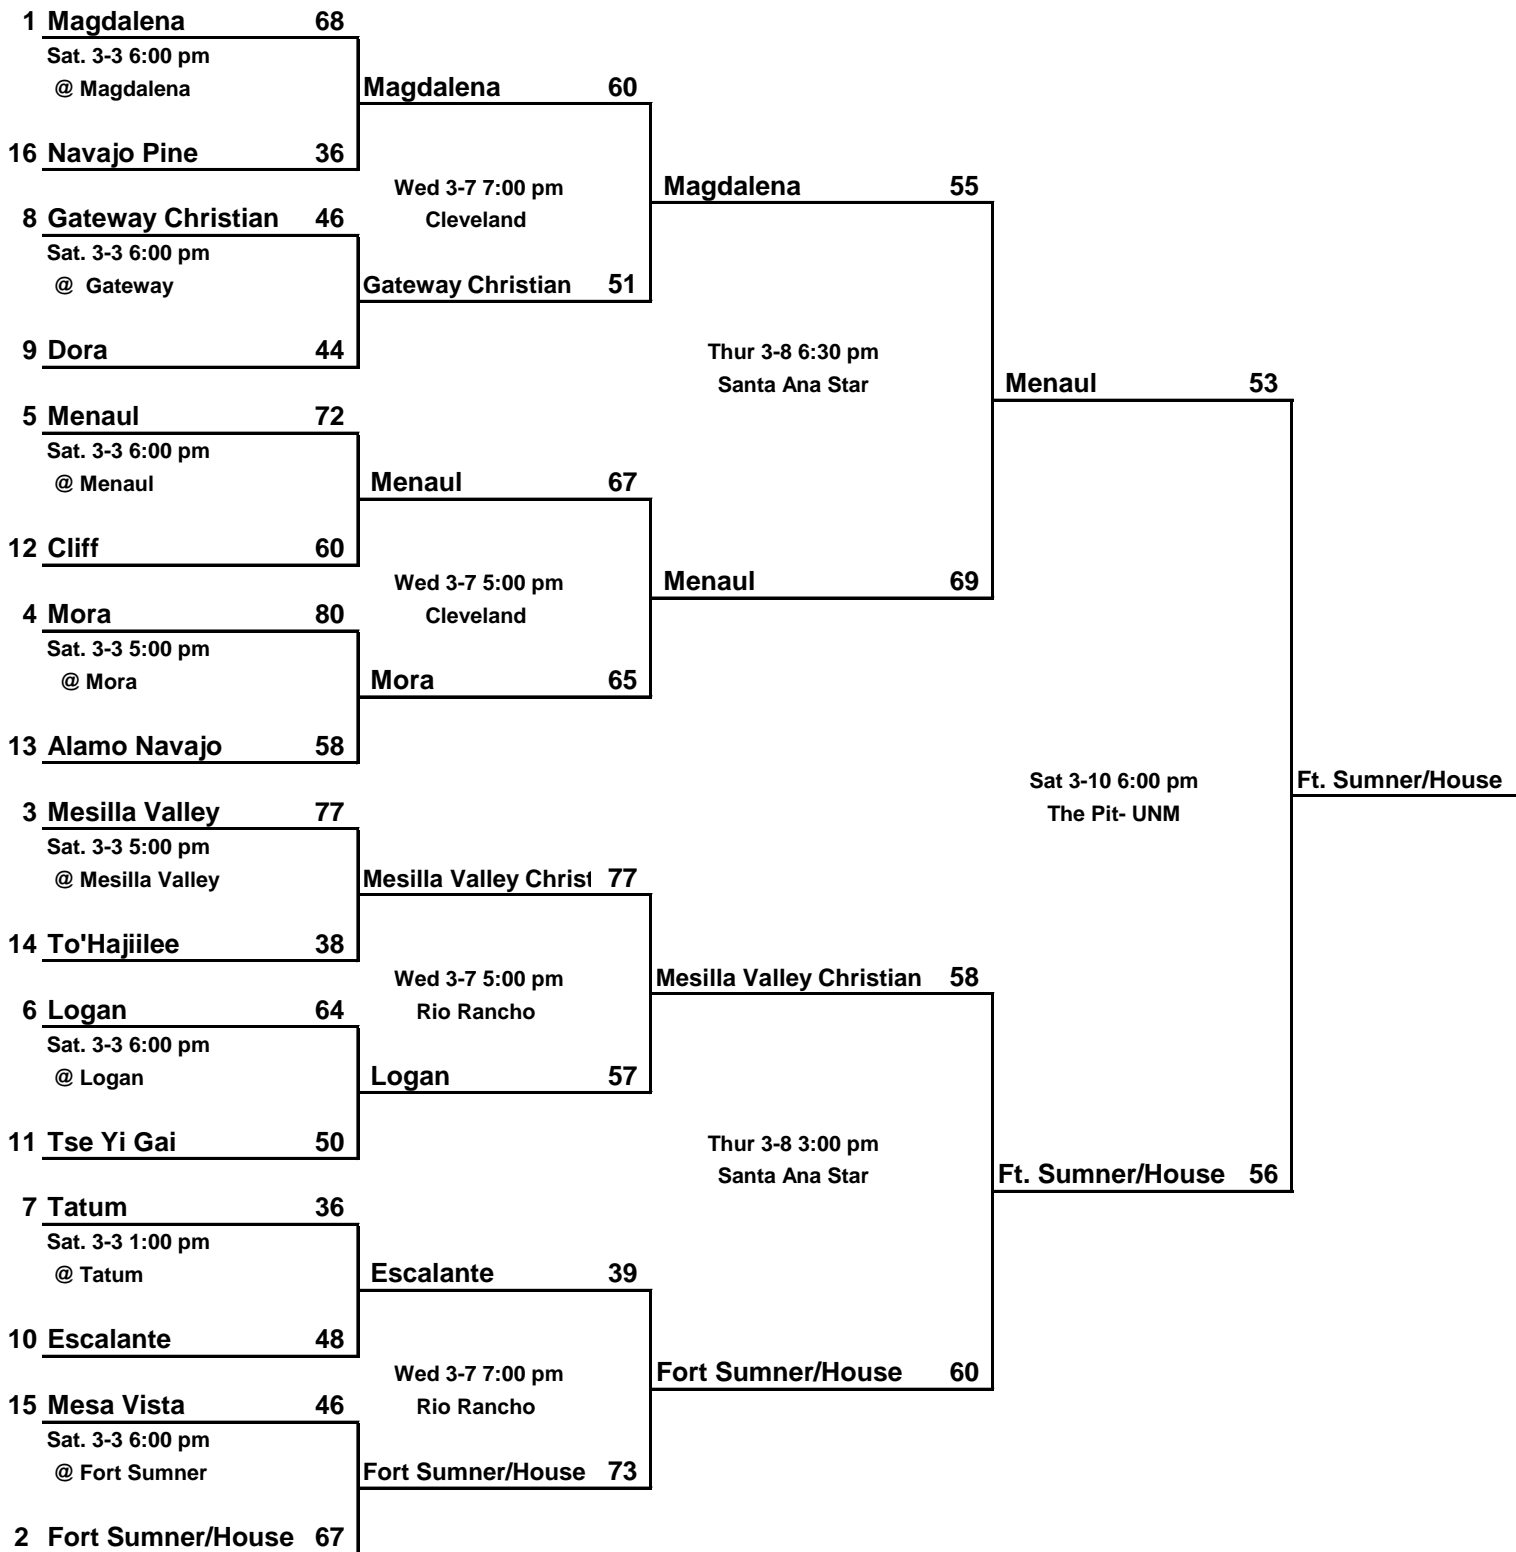 1 Magdalena 68
Sat. 3-3 6:00 pm
@ Magdalena
Magdalena 60
16 Navajo Pine 36
Wed 3-7 7:00 pm
Cleveland
Magdalena 55
8 Gateway Christian 46
Sat. 3-3 6:00 pm
@ Gateway
Gateway Christian 51
9 Dora 44
Thur 3-8 6:30 pm
Santa Ana Star
Menaul 53
5 Menaul 72
Sat. 3-3 6:00 pm
@ Menaul
Menaul 67
12 Cliff 60
Wed 3-7 5:00 pm
Cleveland
Menaul 69
4 Mora 80
Sat. 3-3 5:00 pm
@ Mora
Mora 65
13 Alamo Navajo 58
Sat 3-10 6:00 pm
The Pit- UNM
Ft. Sumner/House
3 Mesilla Valley 77
Sat. 3-3 5:00 pm
@ Mesilla Valley
Mesilla Valley Christ 77
14 To'Hajiilee 38
Wed 3-7 5:00 pm
Rio Rancho
Mesilla Valley Christian 58
6 Logan 64
Sat. 3-3 6:00 pm
@ Logan
Logan 57
11 Tse Yi Gai 50
Thur 3-8 3:00 pm
Santa Ana Star
Ft. Sumner/House 56
7 Tatum 36
Sat. 3-3 1:00 pm
@ Tatum
Escalante 39
10 Escalante 48
Wed 3-7 7:00 pm
Rio Rancho
Fort Sumner/House 60
15 Mesa Vista 46
Sat. 3-3 6:00 pm
@ Fort Sumner
Fort Sumner/House 73
2 Fort Sumner/House 67